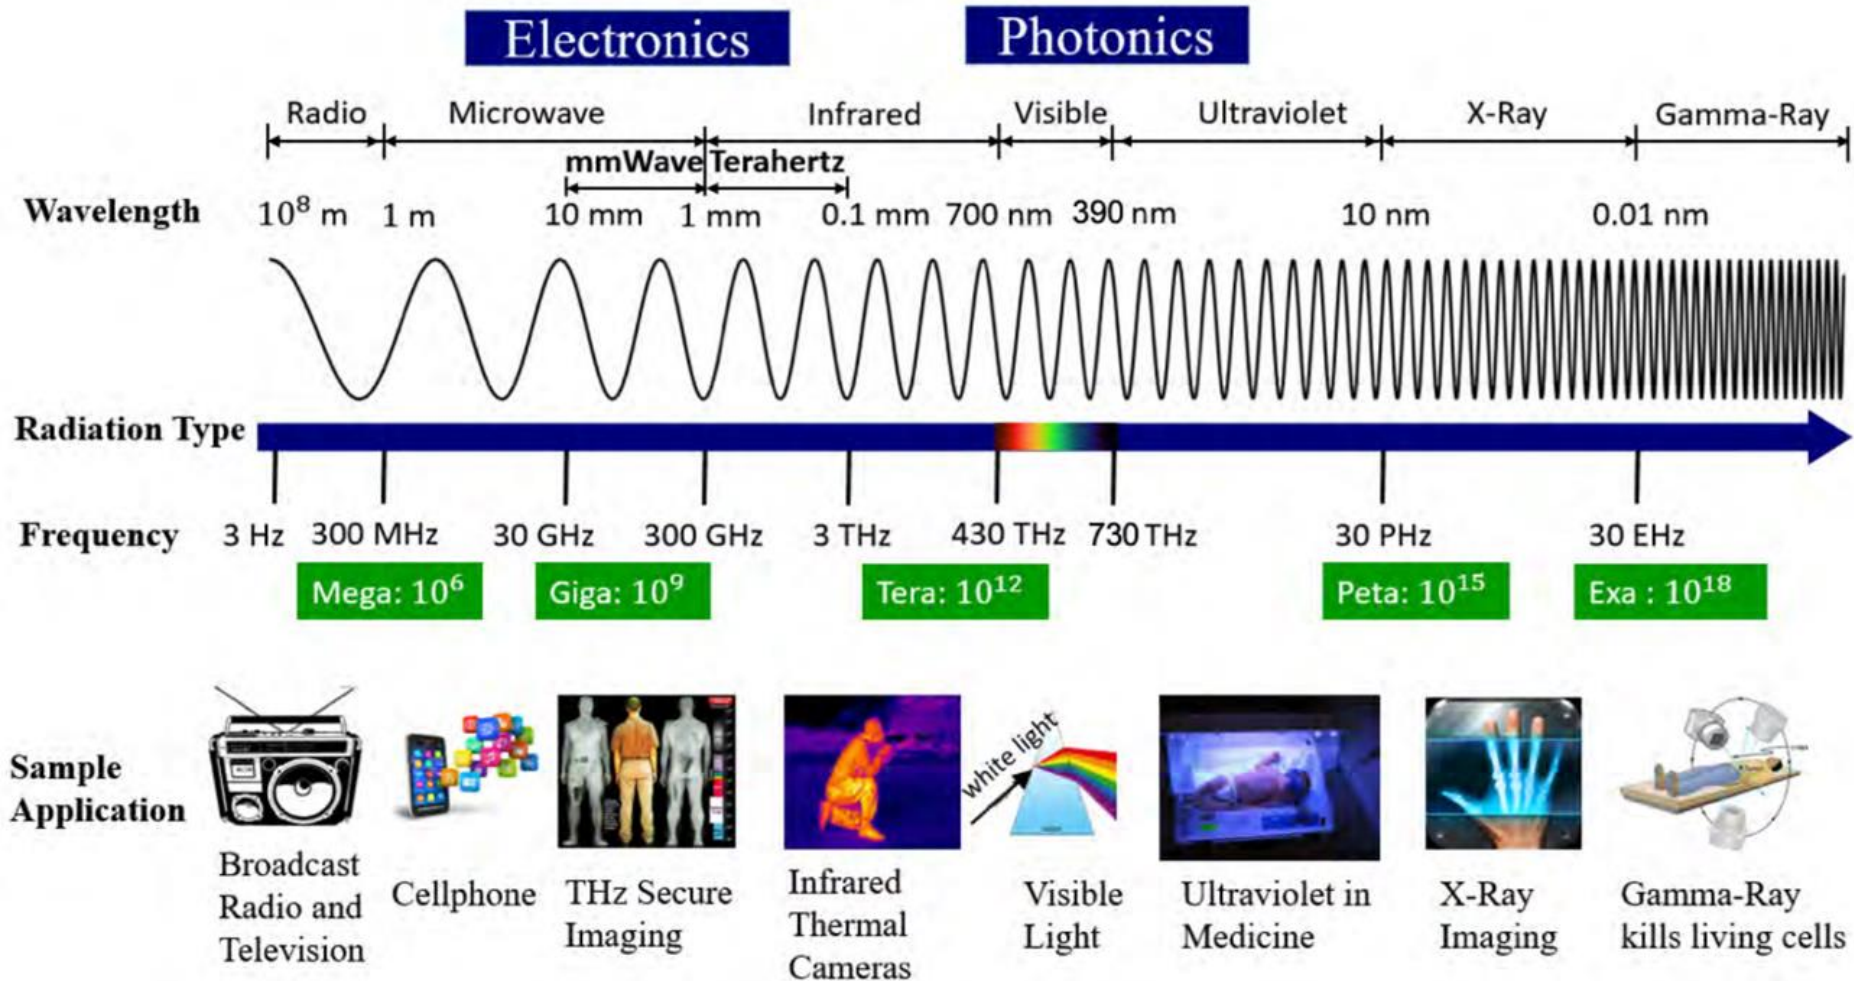 Electronics
Photonics
Radio Microwave Infrared Visible Ultraviolet X-Ray Gamma-Ray
mmWave Terahertz
Wavelength 10⁸ m 1 m 10 mm 1 mm 0.1 mm 700 nm 390 nm 10 nm 0.01 nm
Radiation Type
Frequency 3 Hz 300 MHz 30 GHz 300 GHz 3 THz 430 THz 730 THz 30 PHz 30 EHz
Mega: 10⁶ Giga: 10⁹ Tera: 10¹² Peta: 10¹⁵ Exa : 10¹⁸
white light
Sample
Application
Broadcast
Radio and
Television
Cellphone
THz Secure
Imaging
Infrared
Thermal
Cameras
Visible
Light
Ultraviolet in
Medicine
X-Ray
Imaging
Gamma-Ray
kills living cells